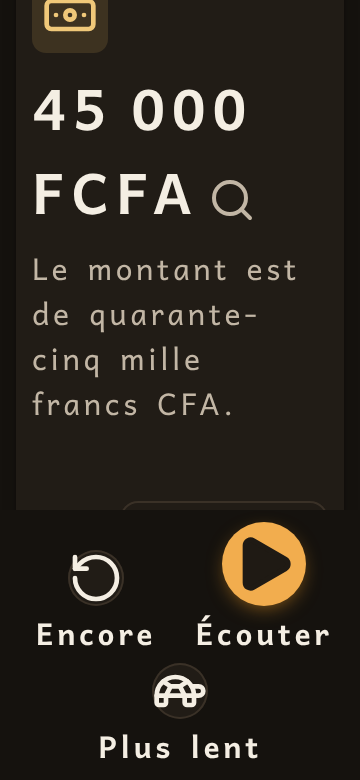 45 000
FCFA
Le montant est
de quarante-
cinq mille
francs CFA.
Encore
Écouter
Plus lent